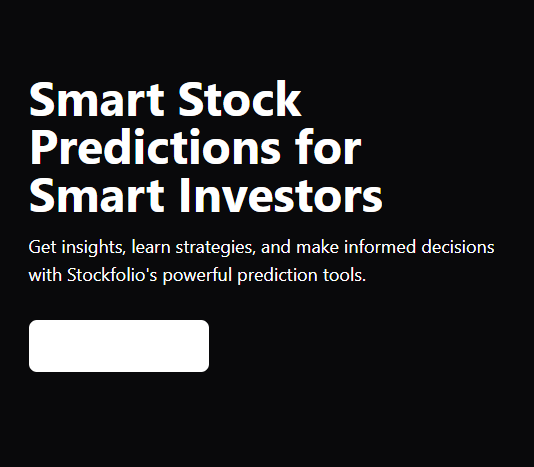 Smart Stock
Predictions for
Smart Investors
Get insights, learn strategies, and make informed decisions
with Stockfolio's powerful prediction tools.